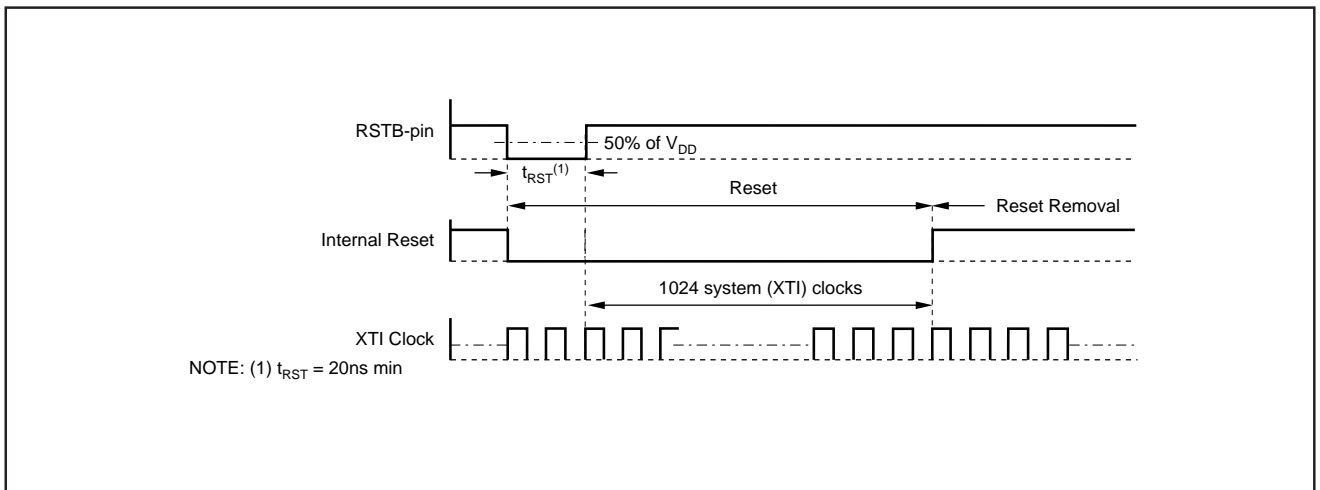 RSTB-pin
50% of VDD
tRST(1)
Reset
Reset Removal
Internal Reset
1024 system (XTI) clocks
XTI Clock
NOTE: (1) tRST = 20ns min